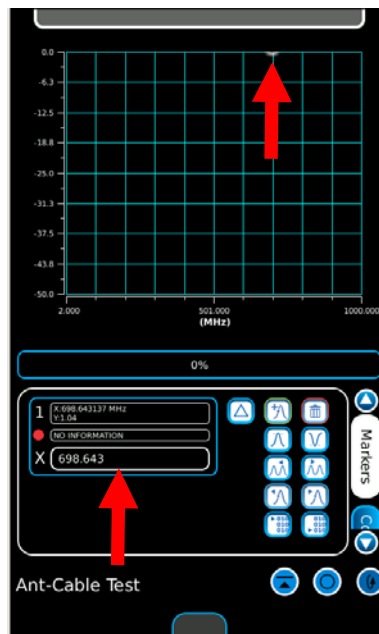 0.0
-6.3
-12.5
-18.8
-25.0
-31.3
-37.5
-43.8
-50.0
2.000 501.000 1000.000
(MHz)
0%
1 X:698.643137 MHz
Y:1.04
NO INFORMATION
X 698.643
Markers
Ant-Cable Test